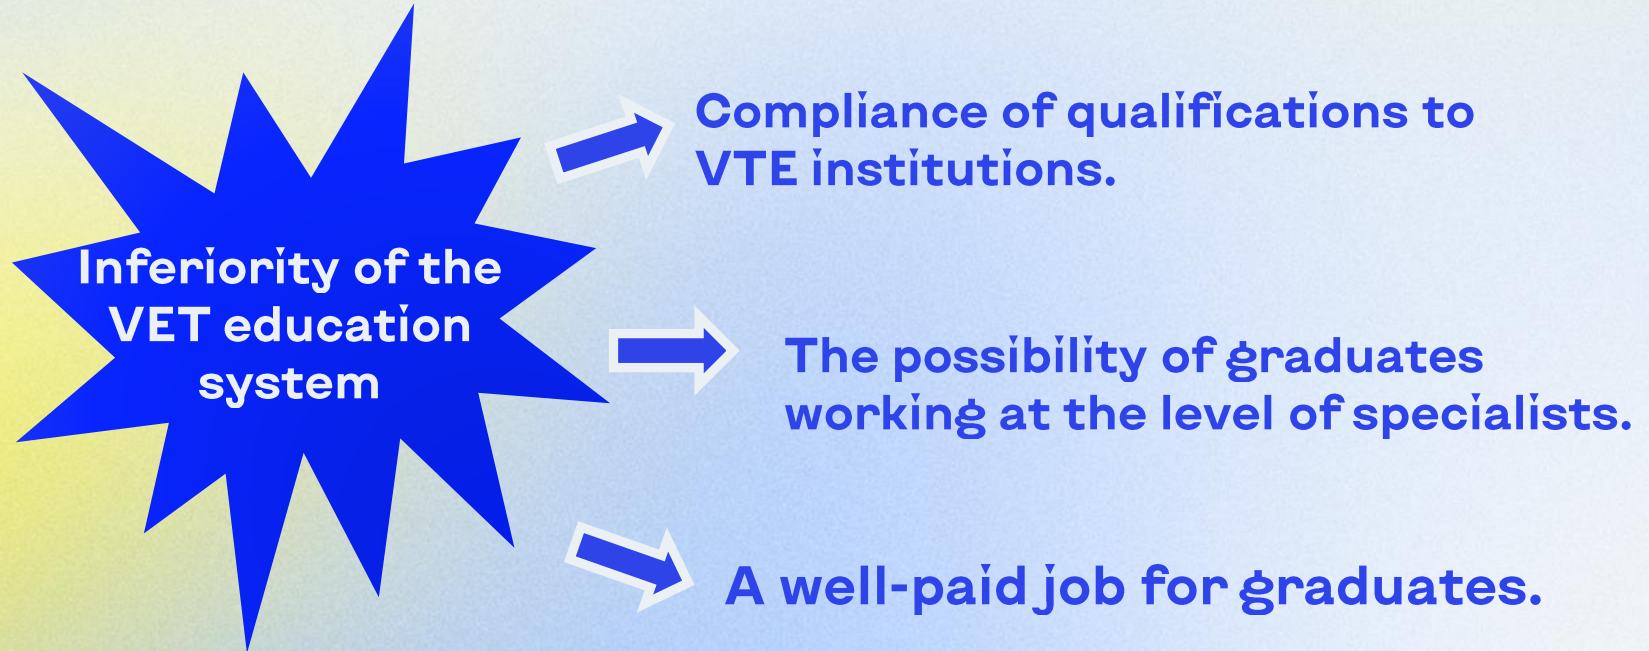 Inferiority of the
VET education
system
Compliance of qualifications to
VTE institutions.
The possibility of graduates
working at the level of specialists.
A well-paid job for graduates.